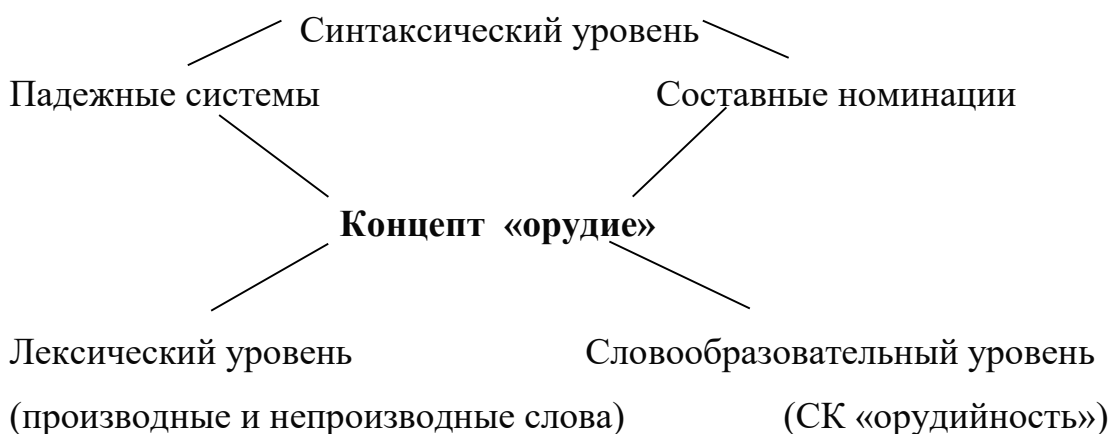 Синтаксический уровень
Падежные системы Составные номинации
Концепт «орудие»
Лексический уровень Словообразовательный уровень
(производные и непроизводные слова) (СК «орудийность»)